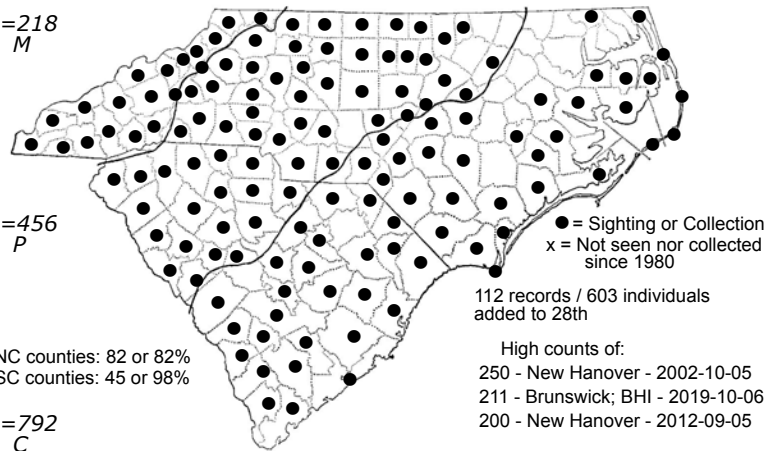 =218
M
=456
P
● = Sighting or Collection
x = Not seen nor collected
since 1980
112 records / 603 individuals
added to 28th
NC counties: 82 or 82%
SC counties: 45 or 98%
High counts of:
250 - New Hanover - 2002-10-05
211 - Brunswick; BHI - 2019-10-06
200 - New Hanover - 2012-09-05
=792
C